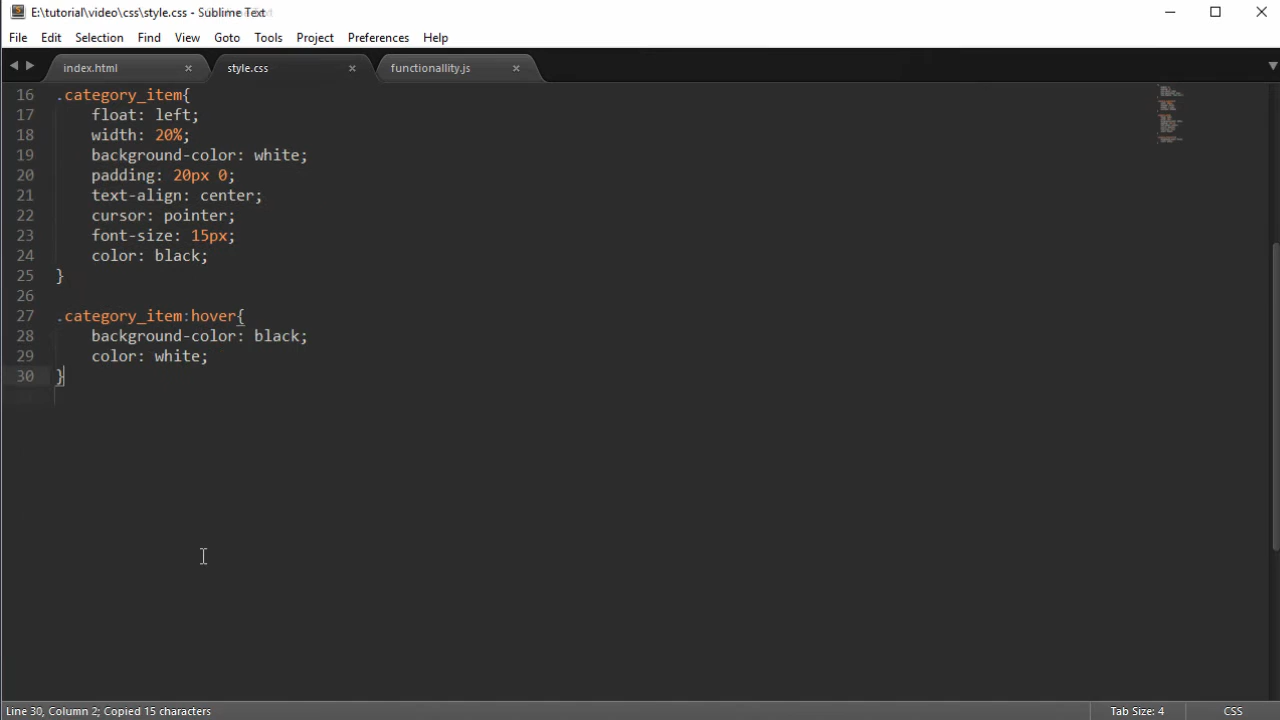 E:\tutorial\video\css\style.css - Sublime Text
File Edit Selection Find View Goto Tools Project Preferences Help
index.html style.css functionallity.js
16 .category_item{
17 float: left;
18 width: 20%;
19 background-color: white;
20 padding: 20px 0;
21 text-align: center;
22 cursor: pointer;
23 font-size: 15px;
24 color: black;
25 }
26
27 .category_item:hover{
28 background-color: black;
29 color: white;
30 }
Line 30, Column 2; Copied 15 characters Tab Size: 4 CSS